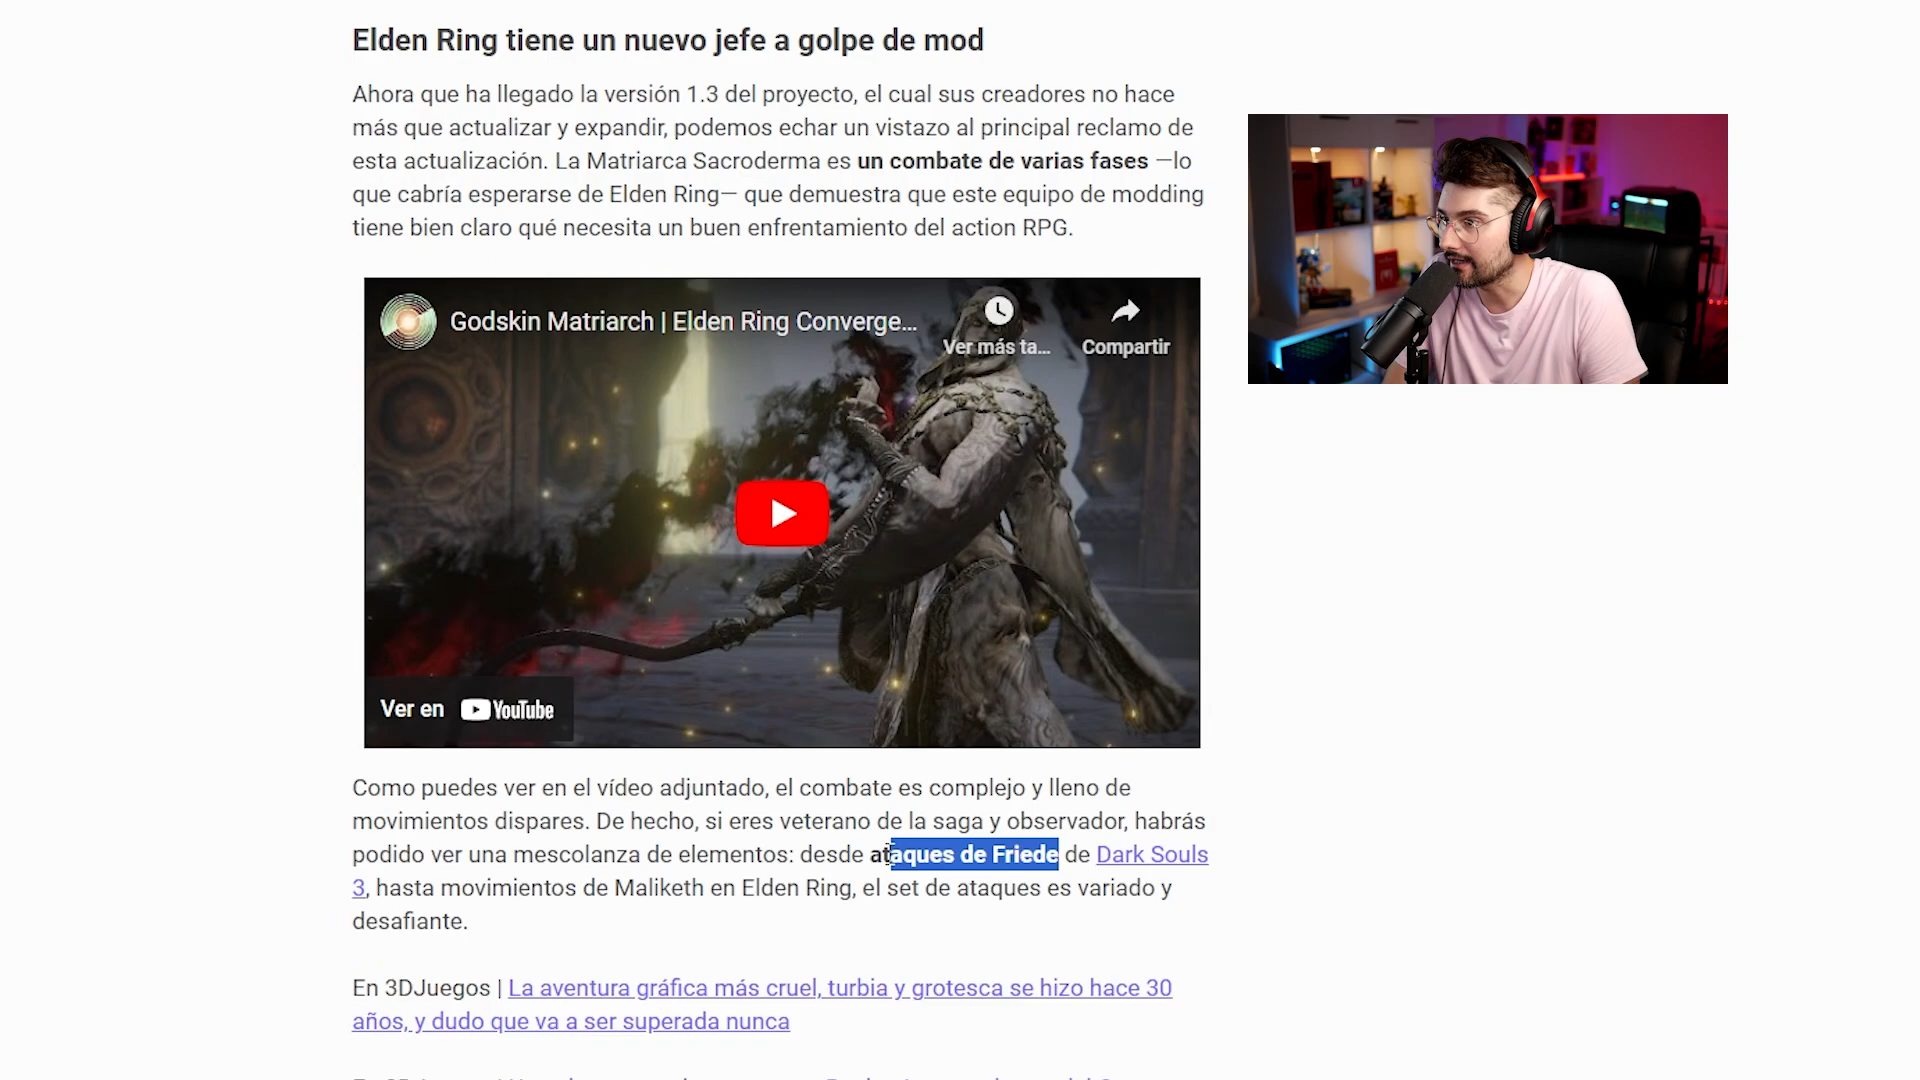 Elden Ring tiene un nuevo jefe a golpe de mod
Ahora que ha llegado la versión 1.3 del proyecto, el cual sus creadores no hace
más que actualizar y expandir, podemos echar un vistazo al principal reclamo de
esta actualización. La Matriarca Sacroderma es un combate de varias fases —lo
que cabría esperarse de Elden Ring— que demuestra que este equipo de modding
tiene bien claro qué necesita un buen enfrentamiento del action RPG.
Godskin Matriarch | Elden Ring Converge...
Ver más ta...
Compartir
Ver en YouTube
Como puedes ver en el vídeo adjuntado, el combate es complejo y lleno de
movimientos dispares. De hecho, si eres veterano de la saga y observador, habrás
podido ver una mescolanza de elementos: desde ataques de Friede de Dark Souls
3, hasta movimientos de Maliketh en Elden Ring, el set de ataques es variado y
desafiante.
En 3DJuegos | La aventura gráfica más cruel, turbia y grotesca se hizo hace 30
años, y dudo que va a ser superada nunca